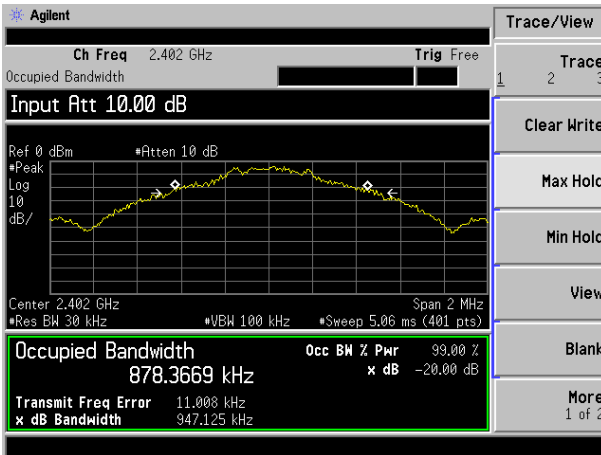 Agilent
Trace/View
Ch Freq 2.402 GHz Trig Free
Occupied Bandwidth
Trace
1 2 3
Input Att 10.00 dB
Clear Write
Ref 0 dBm #Atten 10 dB
#Peak
Log
10
dB/
Max Hold
Min Hold
View
Center 2.402 GHz Span 2 MHz
#Res BW 30 kHz #VBW 100 kHz #Sweep 5.06 ms (401 pts)
Occupied Bandwidth Occ BW % Pwr 99.00 %
878.3669 kHz x dB -20.00 dB
Blank
Transmit Freq Error 11.008 kHz
x dB Bandwidth 947.125 kHz
More
1 of 2